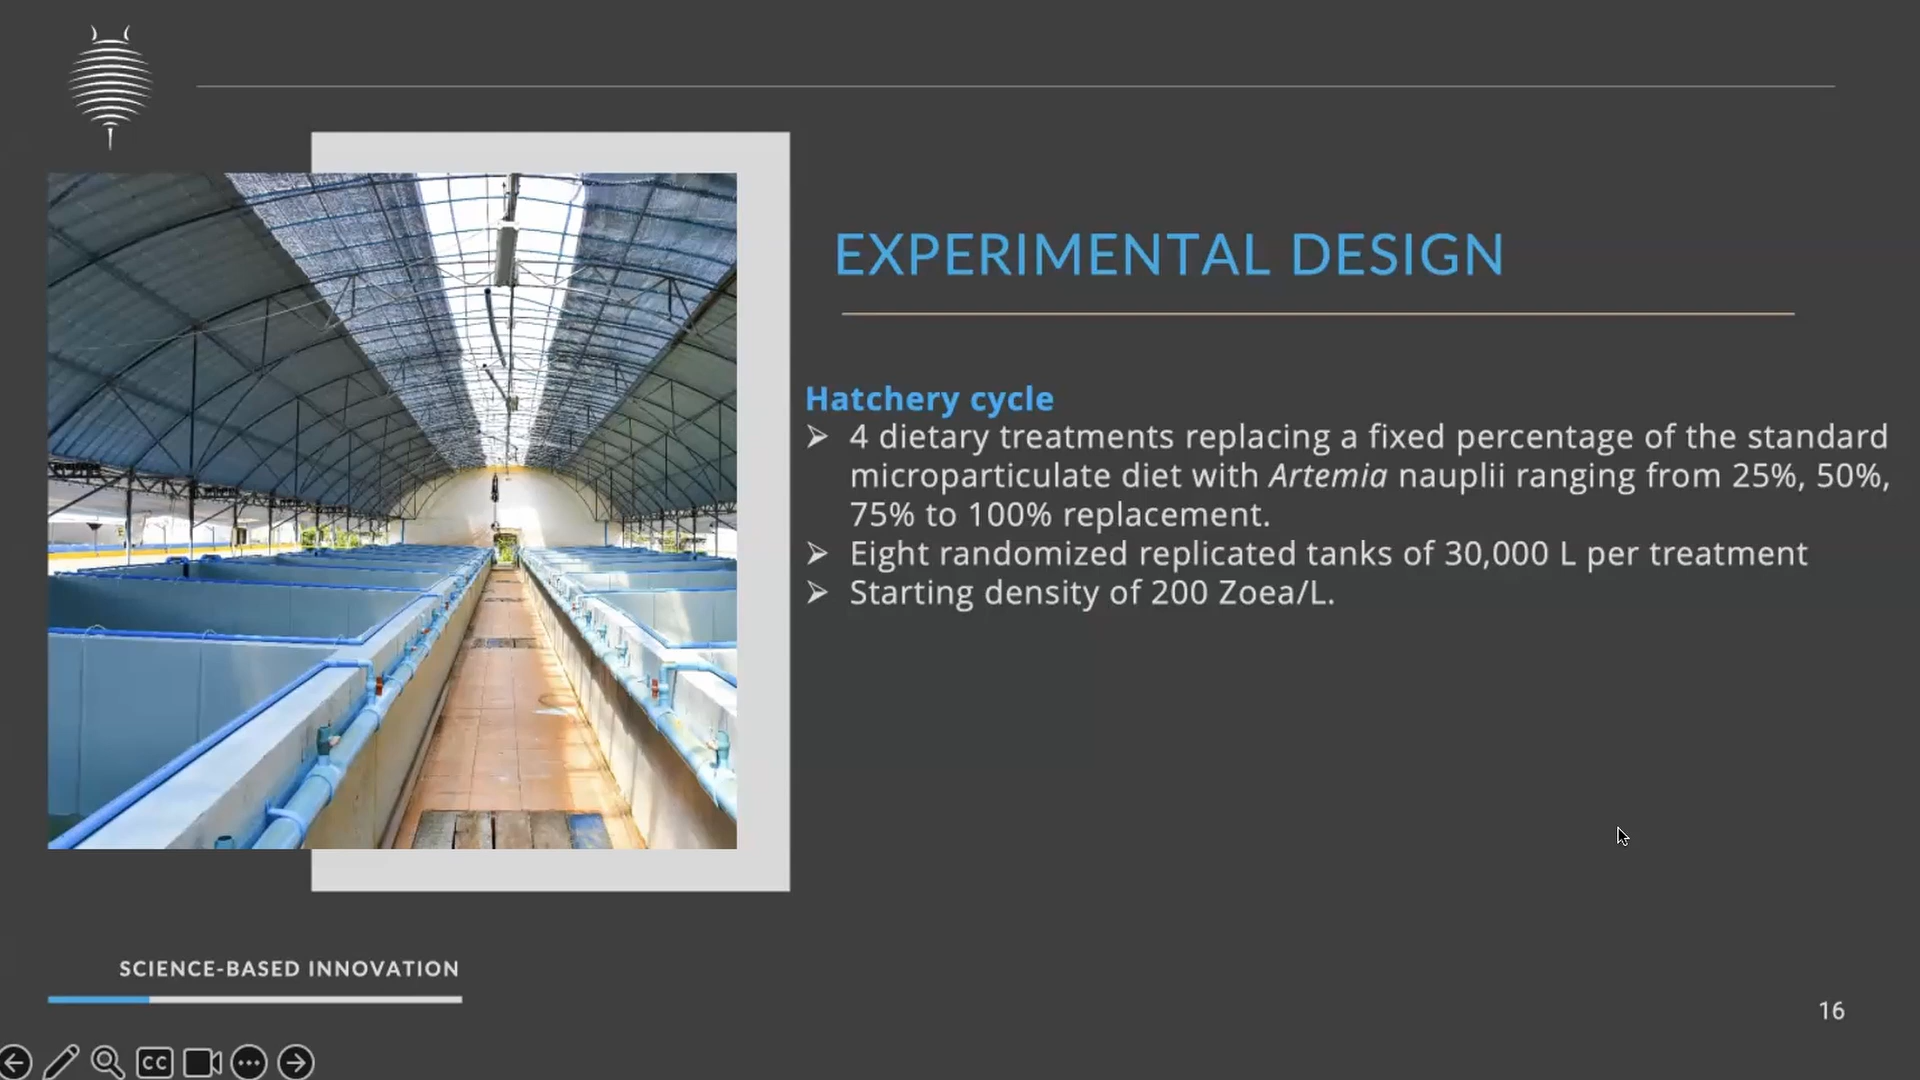 EXPERIMENTAL DESIGN
Hatchery cycle
➢ 4 dietary treatments replacing a fixed percentage of the standard
microparticulate diet with Artemia nauplii ranging from 25%, 50%,
75% to 100% replacement.
➢ Eight randomized replicated tanks of 30,000 L per treatment
➢ Starting density of 200 Zoea/L.
SCIENCE-BASED INNOVATION
16
CC